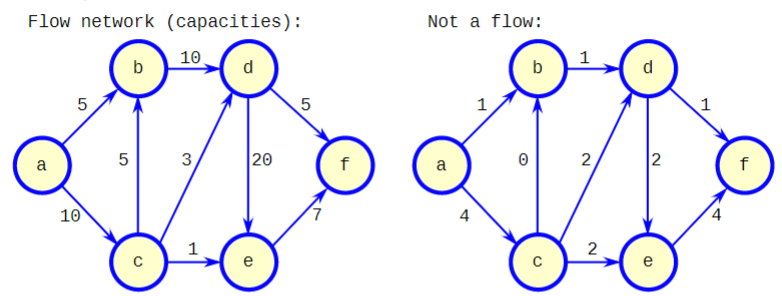 Flow network (capacities): Not a flow:
b 10 d b 1 d
5 5 1 1
a 5 3 20 f a 0 2 2 f
10 7 4 4
c 1 e c 2 e